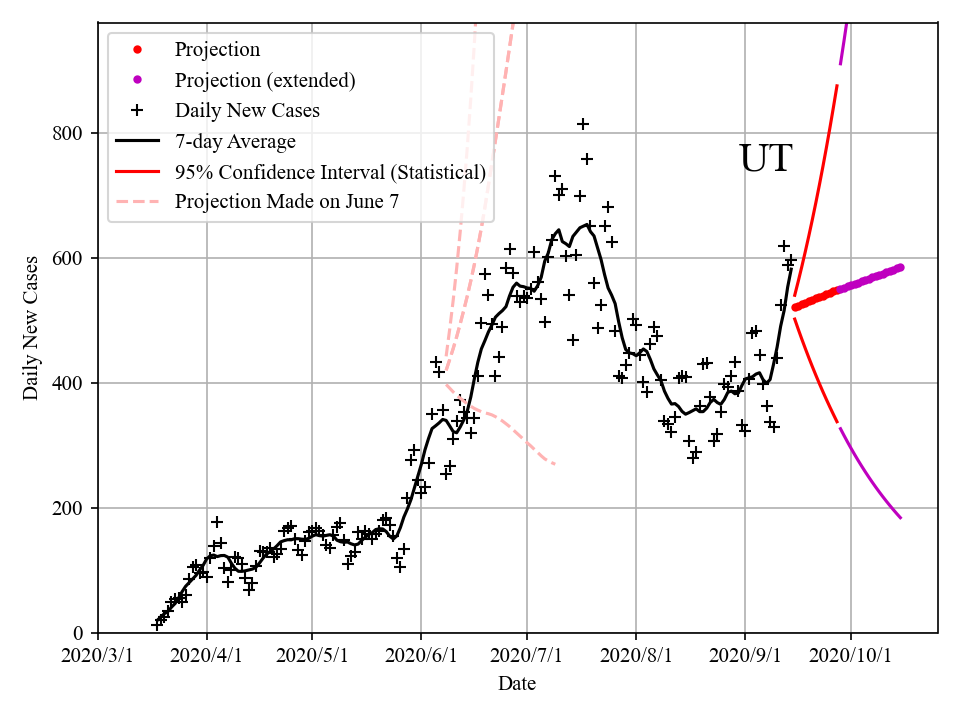 Projection
Projection (extended)
Daily New Cases
7-day Average
95% Confidence Interval (Statistical)
Projection Made on June 7
UT
Daily New Cases
800
600
400
200
0
2020/3/1 2020/4/1 2020/5/1 2020/6/1 2020/7/1 2020/8/1 2020/9/1 2020/10/1
Date